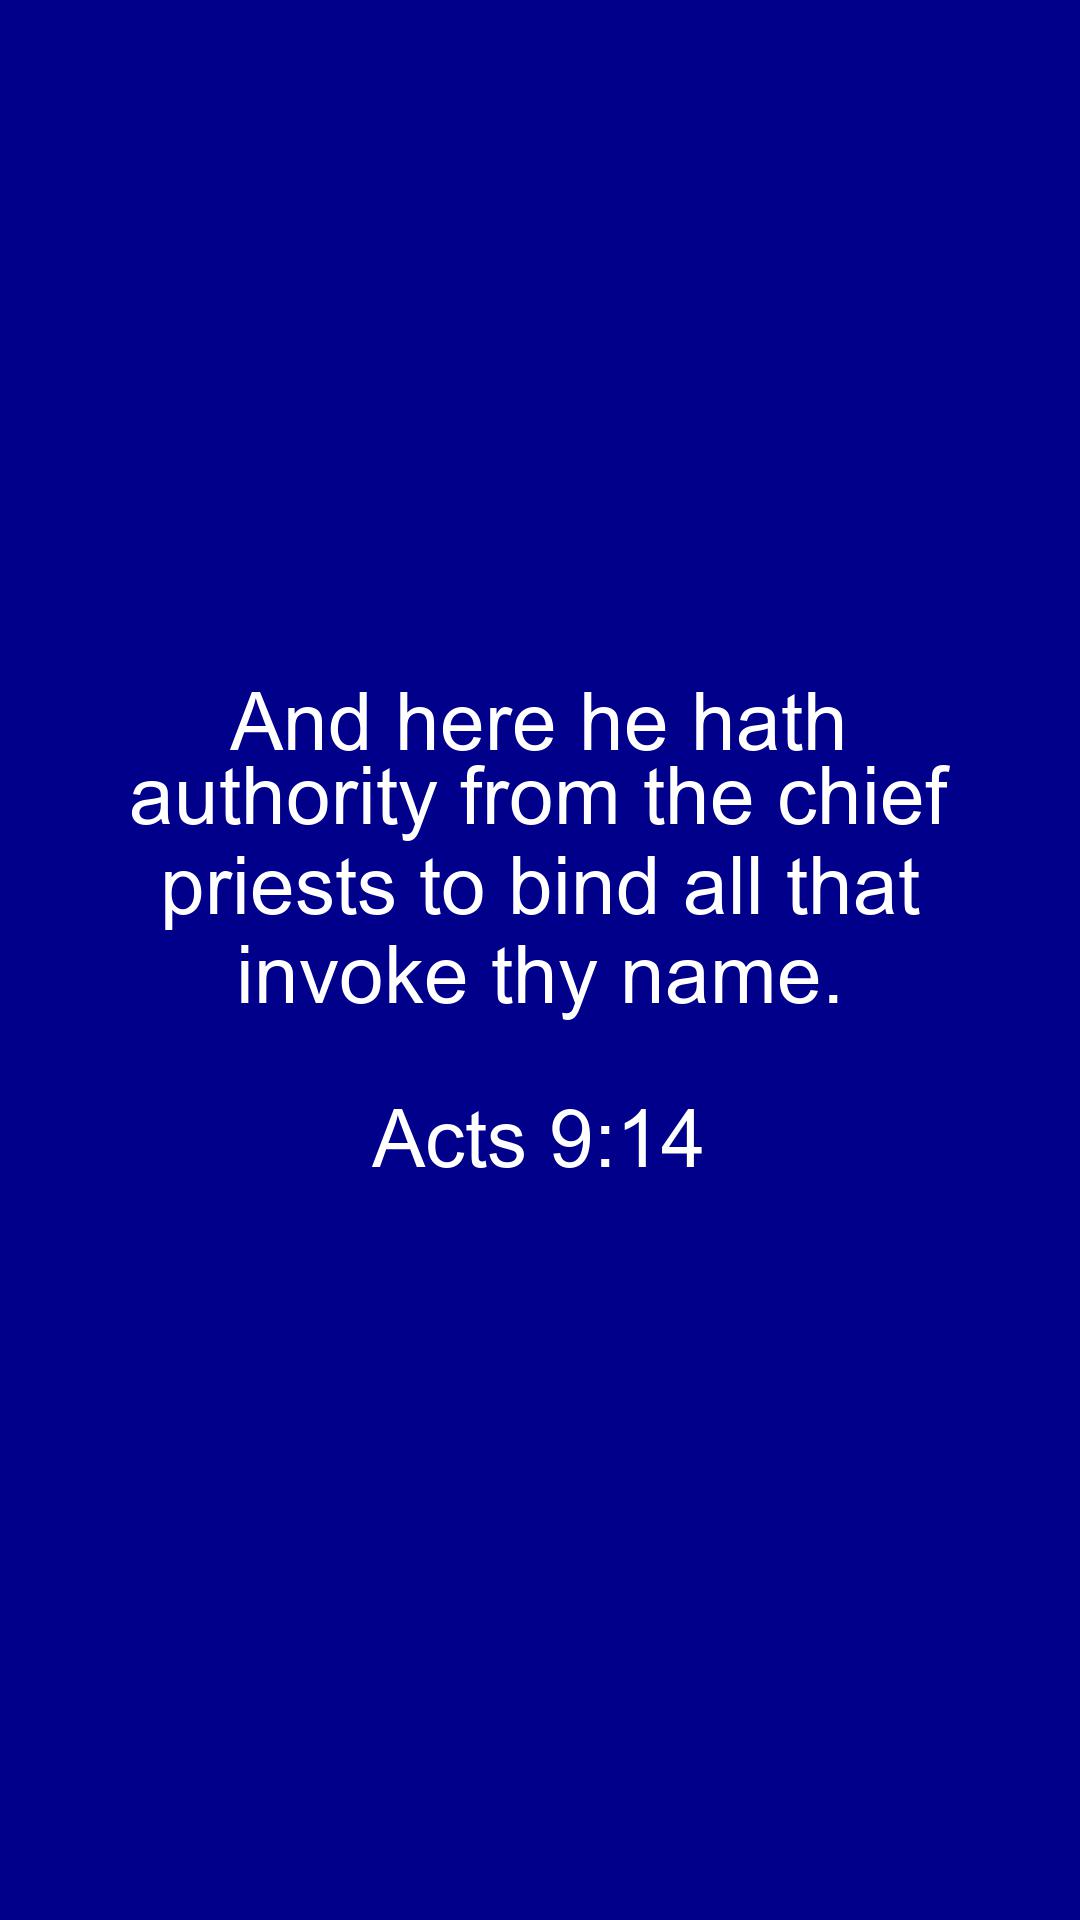 And here he hath
authority from the chief
priests to bind all that
invoke thy name.
Acts 9:14